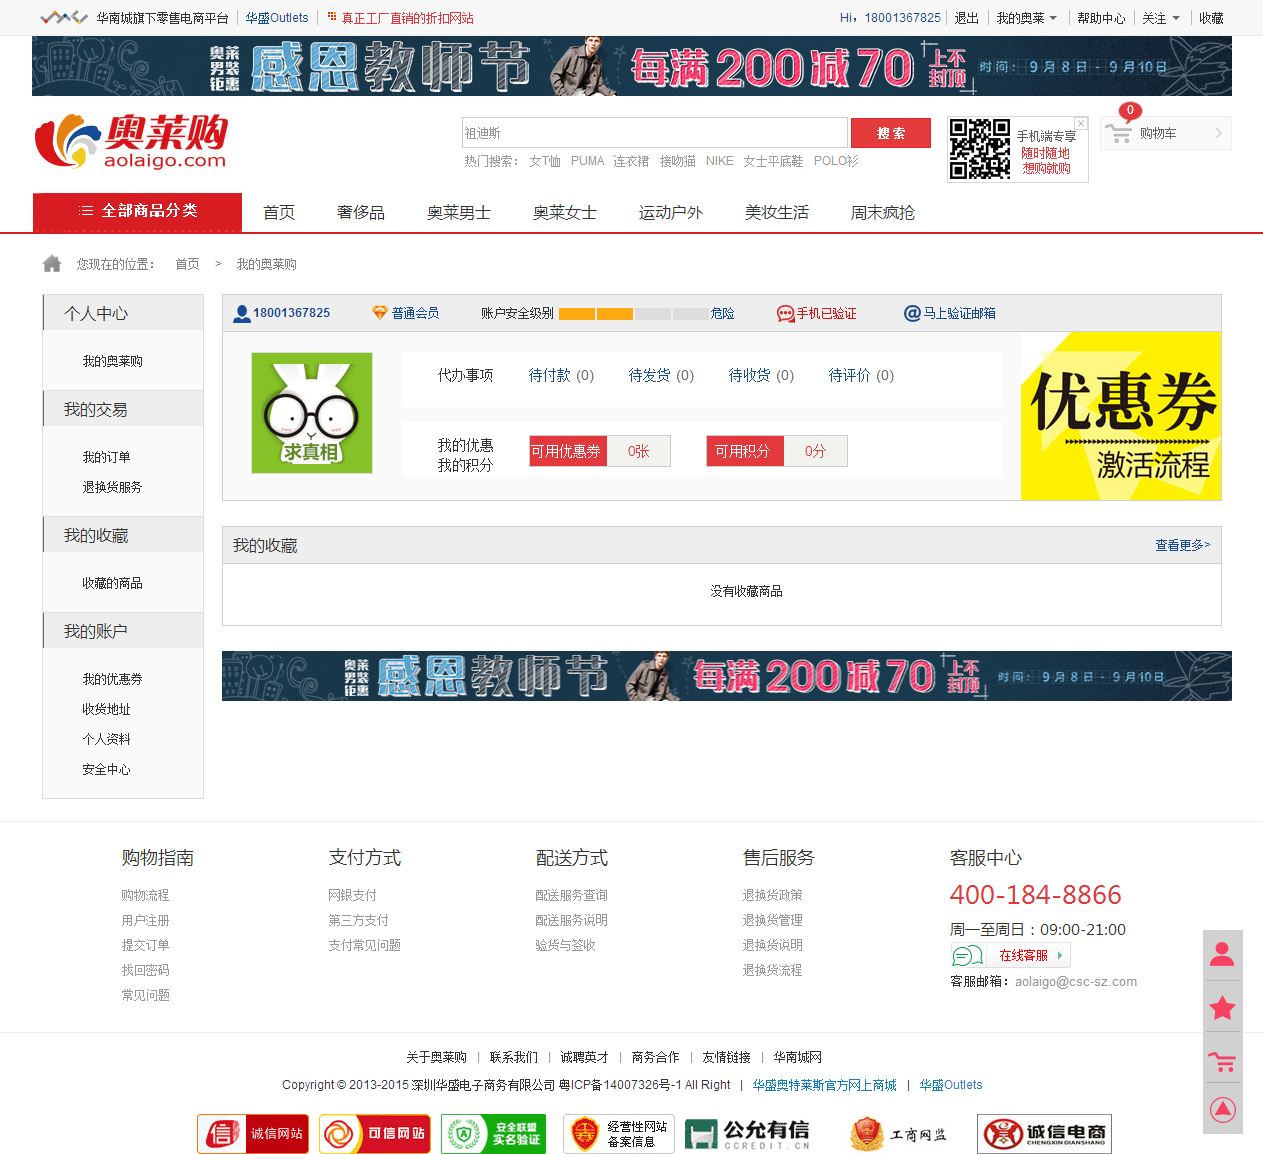 华南城旗下零售电商平台 华盛Outlets 真正工厂直销的折扣网站 Hi，18001367825 退出 我的奥莱 帮助中心 关注 收藏
奥莱男装钜惠 感恩教师节 每满200减70 上不封顶 时间：9月8日 - 9月10日
奥莱购
aolaigo.com
祖迪斯 搜 索
热门搜索： 女T恤 PUMA 连衣裙 接吻猫 NIKE 女士平底鞋 POLO衫
手机端专享 X
随时随地
想购就购
0
购物车 >
全部商品分类 首页 奢侈品 奥莱男士 奥莱女士 运动户外 美妆生活 周末疯抢
您现在的位置： 首页 > 我的奥莱购
个人中心
我的奥莱购
我的交易
我的订单
退换货服务
我的收藏
收藏的商品
我的账户
我的优惠券
收货地址
个人资料
安全中心
18001367825 普通会员 账户安全级别 危险 手机已验证 马上验证邮箱
求真相
代办事项 待付款 (0) 待发货 (0) 待收货 (0) 待评价 (0)
我的优惠 可用优惠券 0张 可用积分 0分
我的积分
优惠券
激活流程
我的收藏 查看更多>
没有收藏商品
奥莱男装钜惠 感恩教师节 每满200减70 上不封顶 时间：9月8日 - 9月10日
购物指南
购物流程
用户注册
提交订单
找回密码
常见问题
支付方式
网银支付
第三方支付
支付常见问题
配送方式
配送服务查询
配送服务说明
验货与签收
售后服务
退换货政策
退换货管理
退换货说明
退换货流程
客服中心
400-184-8866
周一至周日：09:00-21:00
在线客服
客服邮箱：aolaigo@csc-sz.com
关于奥莱购 | 联系我们 | 诚聘英才 | 商务合作 | 友情链接 | 华南城网
Copyright © 2013-2015 深圳华盛电子商务有限公司 粤ICP备14007326号-1 All Right | 华盛奥特莱斯官方网上商城 | 华盛Outlets
信 诚信网站
可信网站
安全联盟 实名验证
经营性网站 备案信息
公允有信 CCREDIT.CN
工商网监
诚信电商 CHENGXINDIANSHANG